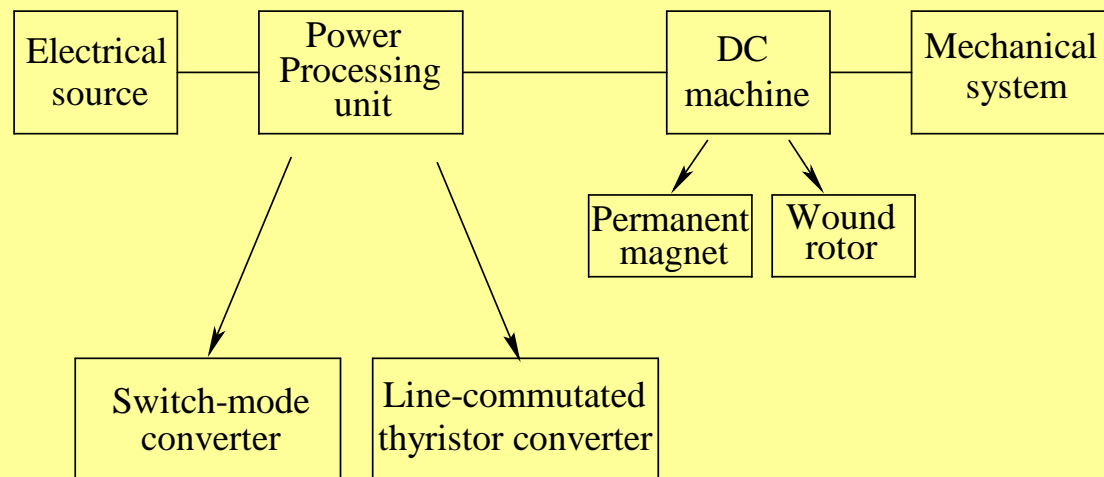 Electrical
source
Power
Processing
unit
DC
machine
Mechanical
system
Permanent
magnet
Wound
rotor
Switch-mode
converter
Line-commutated
thyristor converter